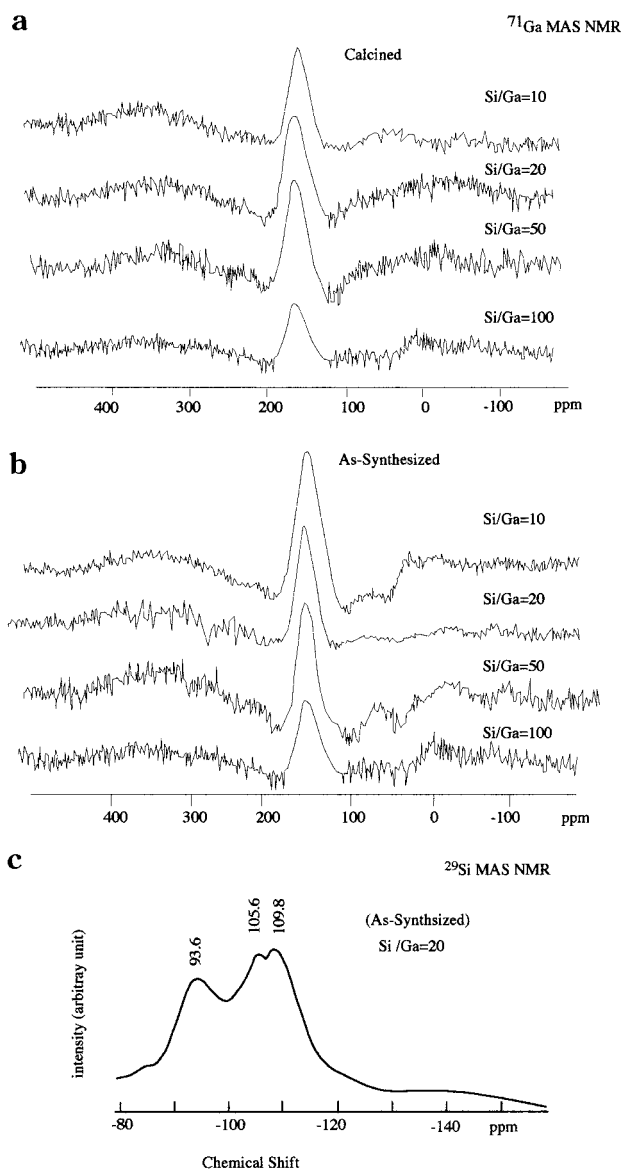 a
⁷¹Ga MAS NMR
Calcined
Si/Ga=10
Si/Ga=20
Si/Ga=50
Si/Ga=100
400 300 200 100 0 -100 ppm
b
As-Synthesized
Si/Ga=10
Si/Ga=20
Si/Ga=50
Si/Ga=100
400 300 200 100 0 -100 ppm
c
²⁹Si MAS NMR
(As-Synthsized)
Si /Ga=20
93.6
105.6
109.8
intensity (arbitray unit)
-80 -100 -120 -140 ppm
Chemical Shift